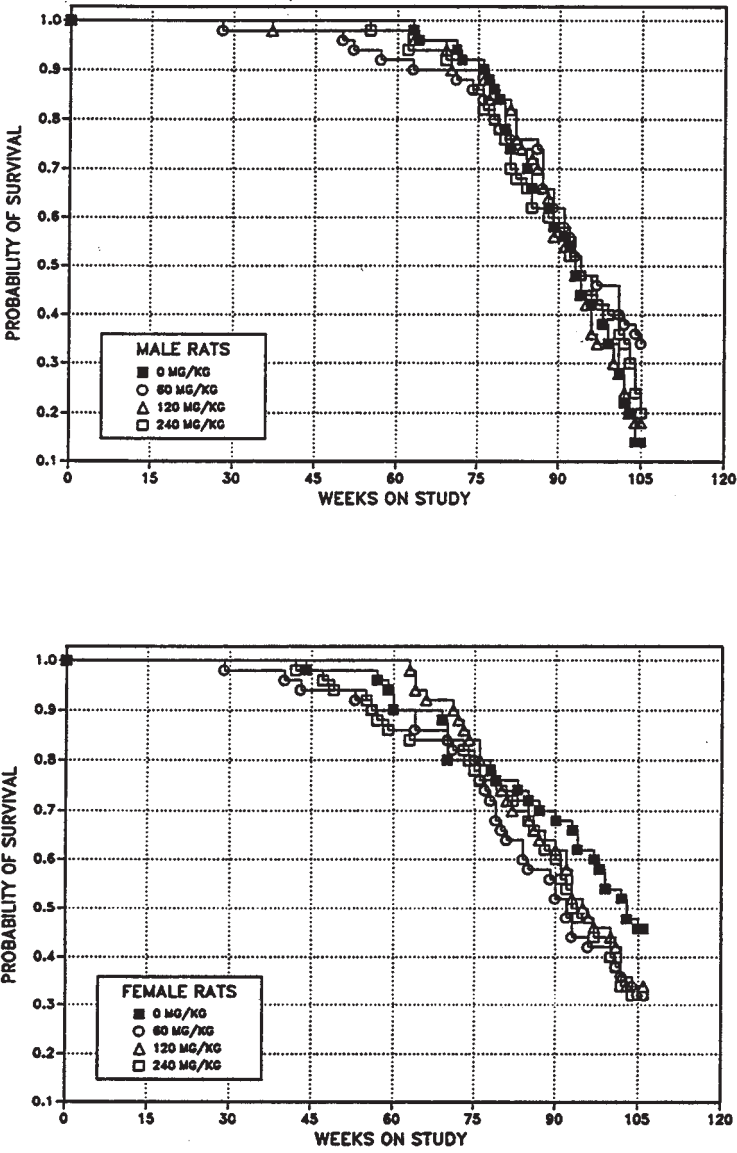 PROBABILITY OF SURVIVAL
1.0
0.9
0.8
0.7
0.6
0.5
0.4
0.3
0.2
0.1
MALE RATS
0 MG/KG
60 MG/KG
120 MG/KG
240 MG/KG
0 15 30 45 60 75 90 105 120
WEEKS ON STUDY
PROBABILITY OF SURVIVAL
1.0
0.9
0.8
0.7
0.6
0.5
0.4
0.3
0.2
0.1
FEMALE RATS
0 MG/KG
60 MG/KG
120 MG/KG
240 MG/KG
0 15 30 45 60 75 90 105 120
WEEKS ON STUDY